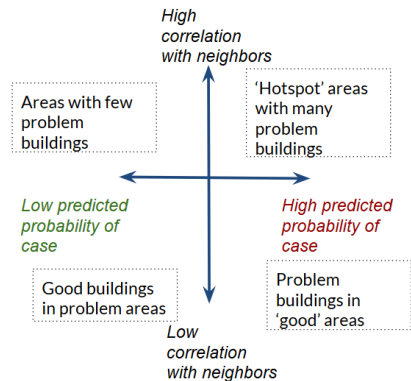 High
correlation
with neighbors
Areas with few
problem
buildings
‘Hotspot’ areas
with many
problem
buildings
Low predicted
probability of
case
High predicted
probability of
case
Good buildings
in problem areas
Problem
buildings in
‘good’ areas
Low
correlation
with neighbors